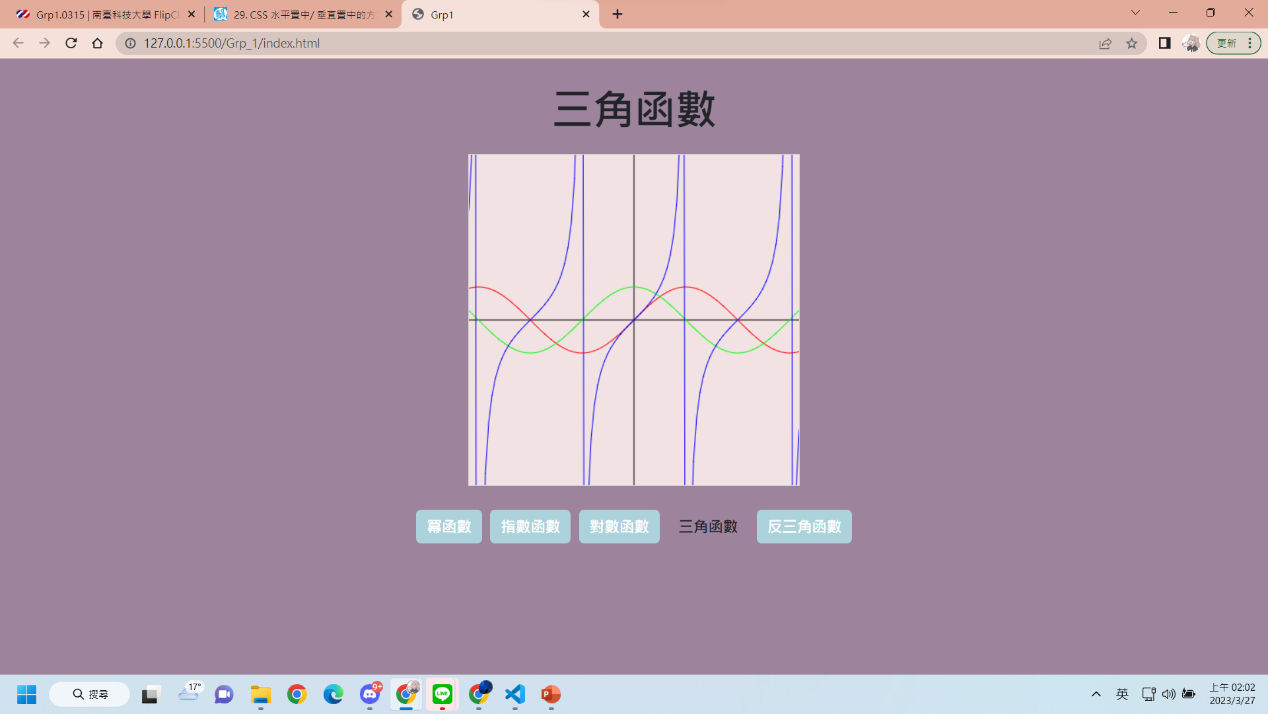 Grp1.0315 | 南臺科技大學 FlipCl
29. CSS 水平置中/ 垂直置中的方
Grp1
127.0.0.1:5500/Grp_1/index.html
更新
三角函數
冪函數
指數函數
對數函數
三角函數
反三角函數
搜尋
17°
9+
LINE
英
上午 02:02
2023/3/27